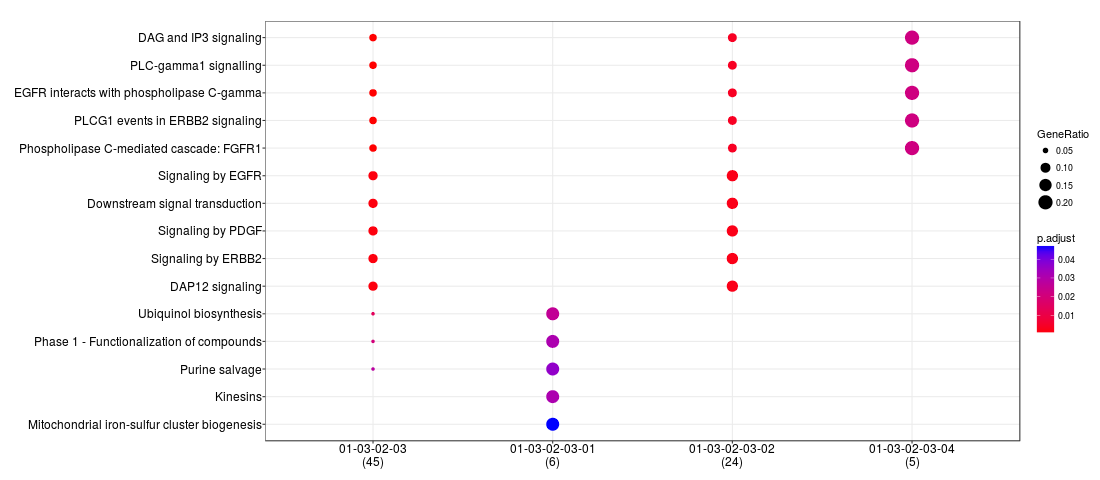 DAG and IP3 signaling
PLC-gamma1 signalling
EGFR interacts with phospholipase C-gamma
PLCG1 events in ERBB2 signaling
Phospholipase C-mediated cascade: FGFR1
Signaling by EGFR
Downstream signal transduction
Signaling by PDGF
Signaling by ERBB2
DAP12 signaling
Ubiquinol biosynthesis
Phase 1 - Functionalization of compounds
Purine salvage
Kinesins
Mitochondrial iron-sulfur cluster biogenesis
01-03-02-03
(45)
01-03-02-03-01
(6)
01-03-02-03-02
(24)
01-03-02-03-04
(5)
GeneRatio
0.05
0.10
0.15
0.20
p.adjust
0.04
0.03
0.02
0.01